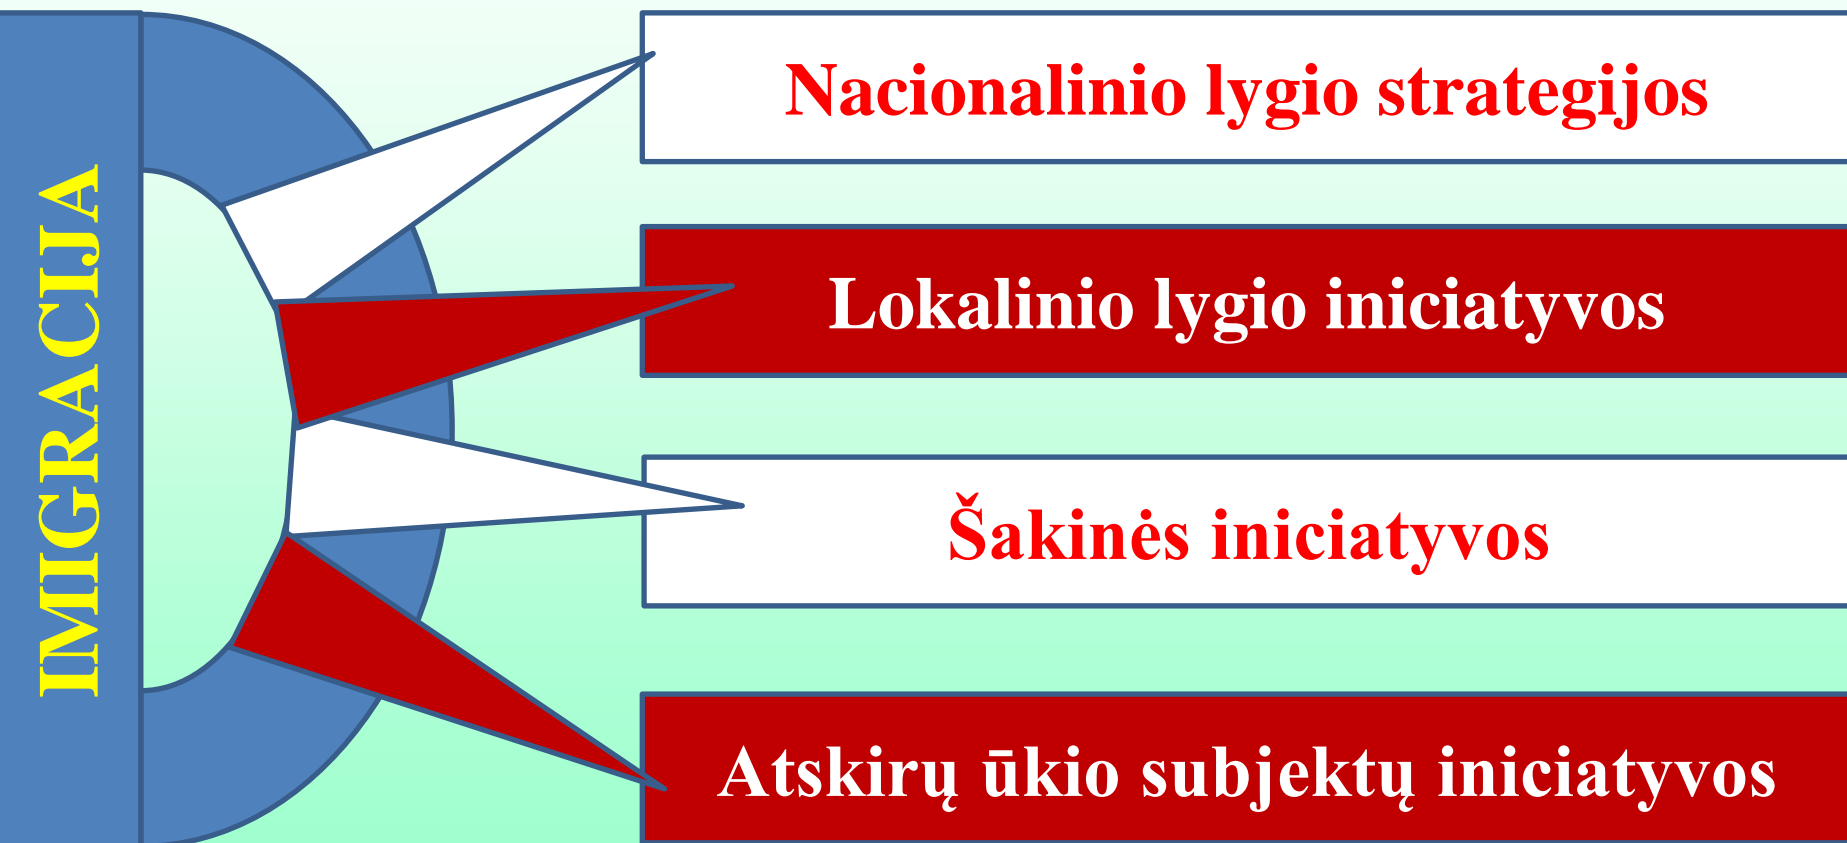 IMIGRACIJA
Nacionalinio lygio strategijos
Lokalinio lygio iniciatyvos
Šakinės iniciatyvos
Atskirų ūkio subjektų iniciatyvos